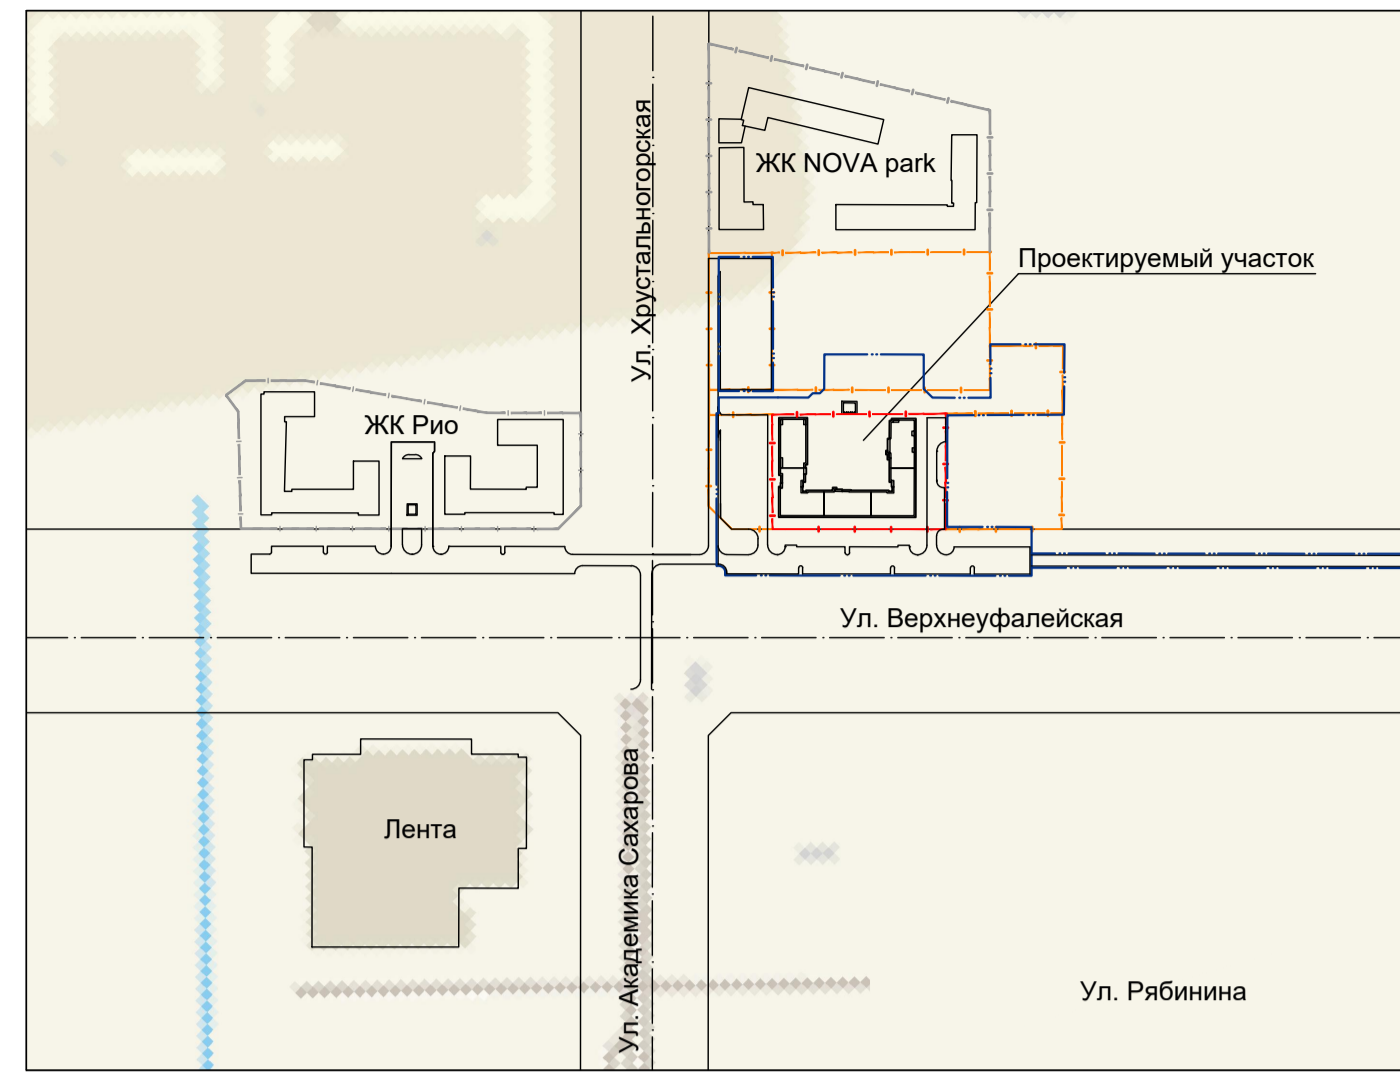 Ул. Хрустальногорская
ЖК NOVA park
Проектируемый участок
ЖК Рио
Ул. Верхнеуфалейская
Ул. Академика Сахарова
Лента
Ул. Рябинина